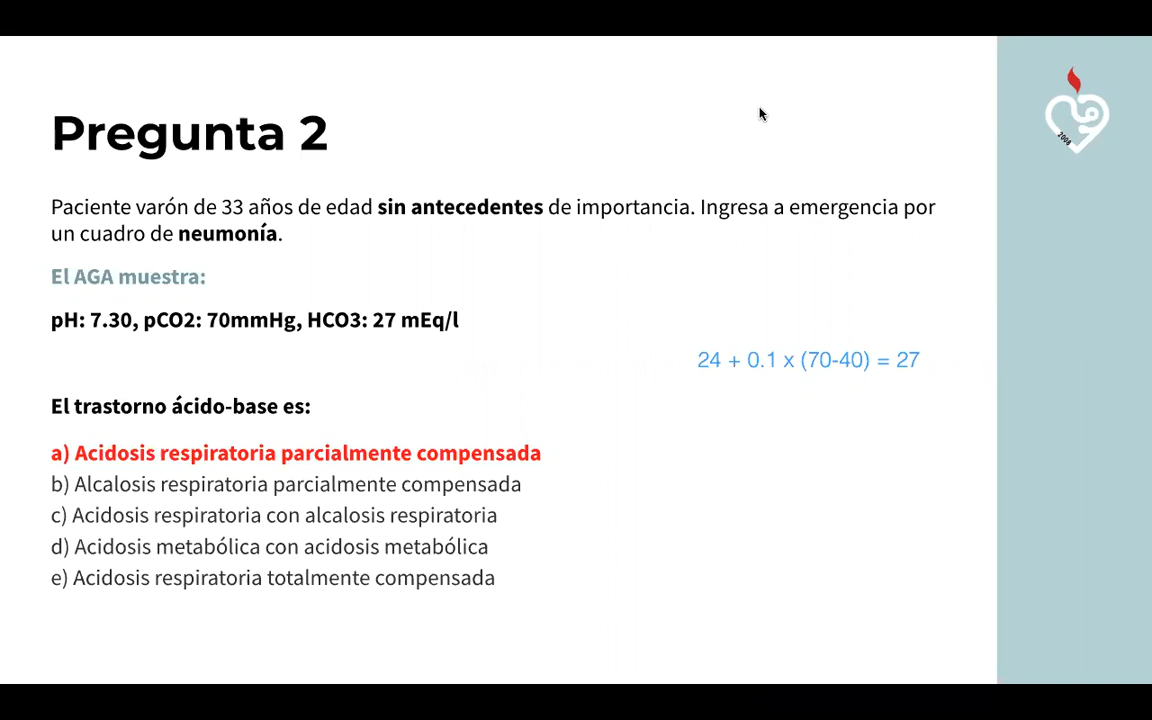 2008
Pregunta 2
Paciente varón de 33 años de edad sin antecedentes de importancia. Ingresa a emergencia por
un cuadro de neumonía.
El AGA muestra:
pH: 7.30, pCO2: 70mmHg, HCO3: 27 mEq/l
24 + 0.1 x (70-40) = 27
El trastorno ácido-base es:
a) Acidosis respiratoria parcialmente compensada
b) Alcalosis respiratoria parcialmente compensada
c) Acidosis respiratoria con alcalosis respiratoria
d) Acidosis metabólica con acidosis metabólica
e) Acidosis respiratoria totalmente compensada